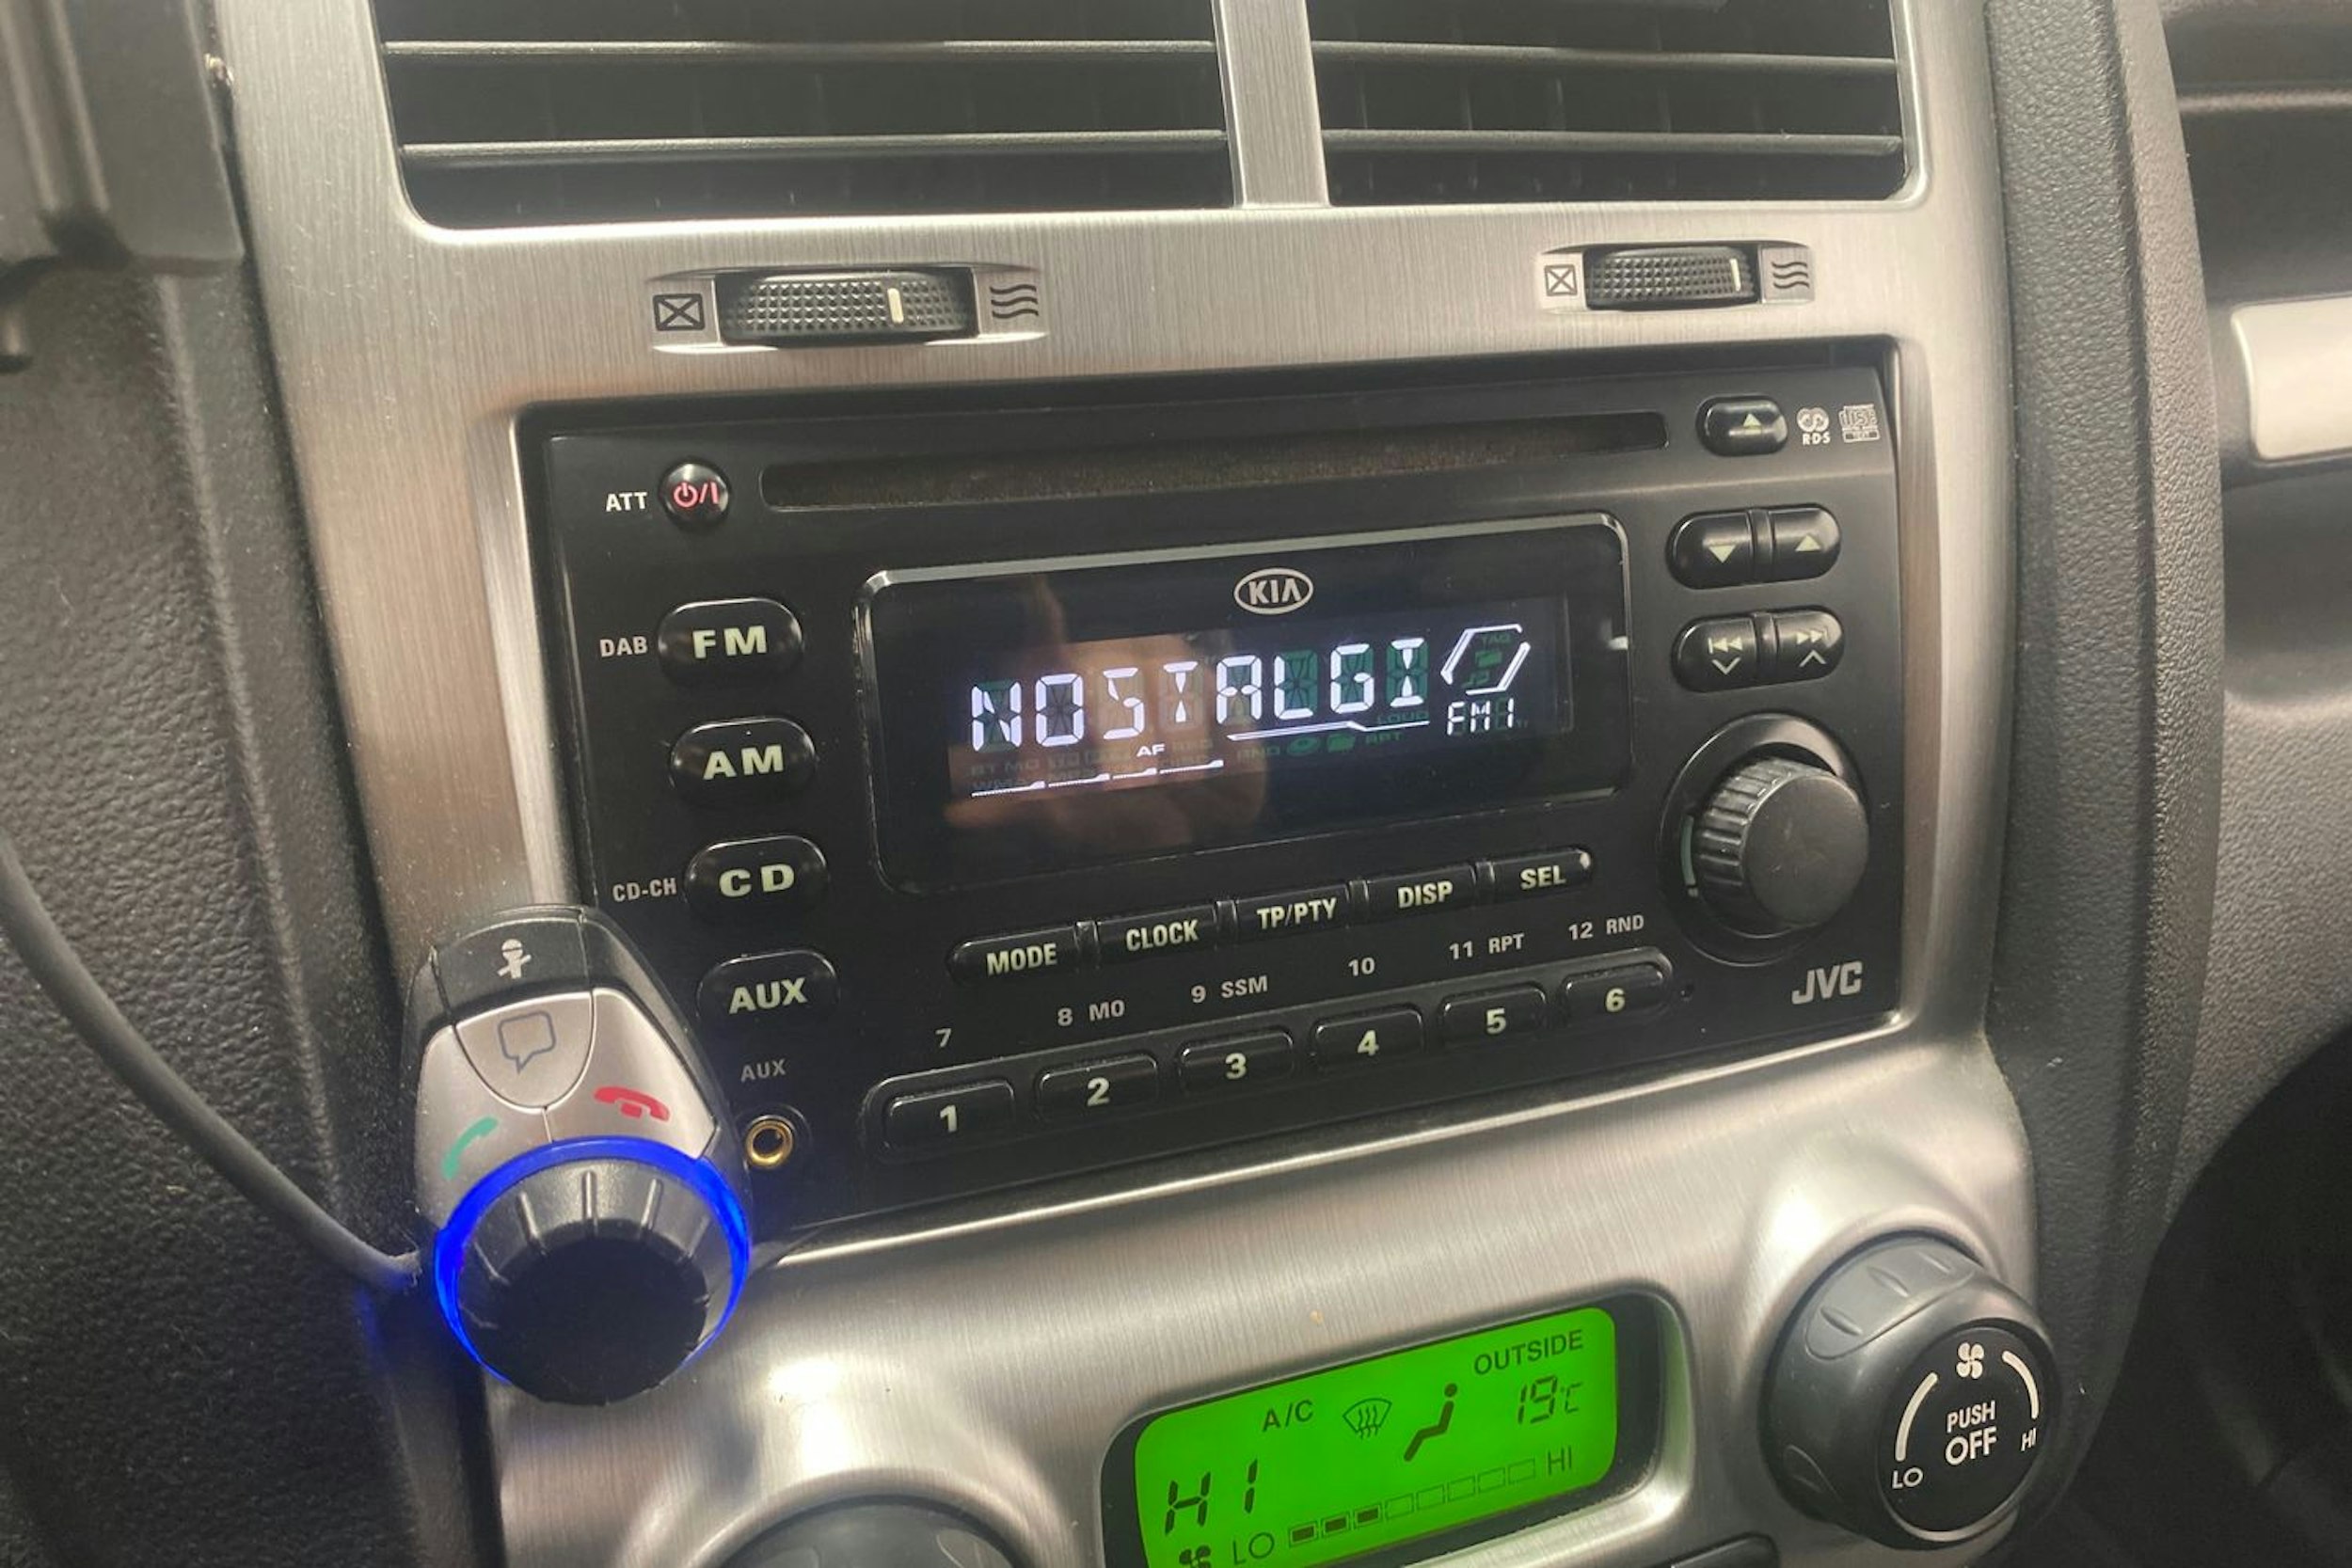 RDS
ATT
KIA
DAB FM
NOSTALGI
FM1
AF
AM
CD-CH CD
MODE CLOCK TP/PTY DISP SEL
AUX
7 8 MO 9 SSM 10 11 RPT 12 RND
JVC
AUX
1 2 3 4 5 6
OUTSIDE
A/C 19°C
HI
LO HI
PUSH
OFF
LO HI